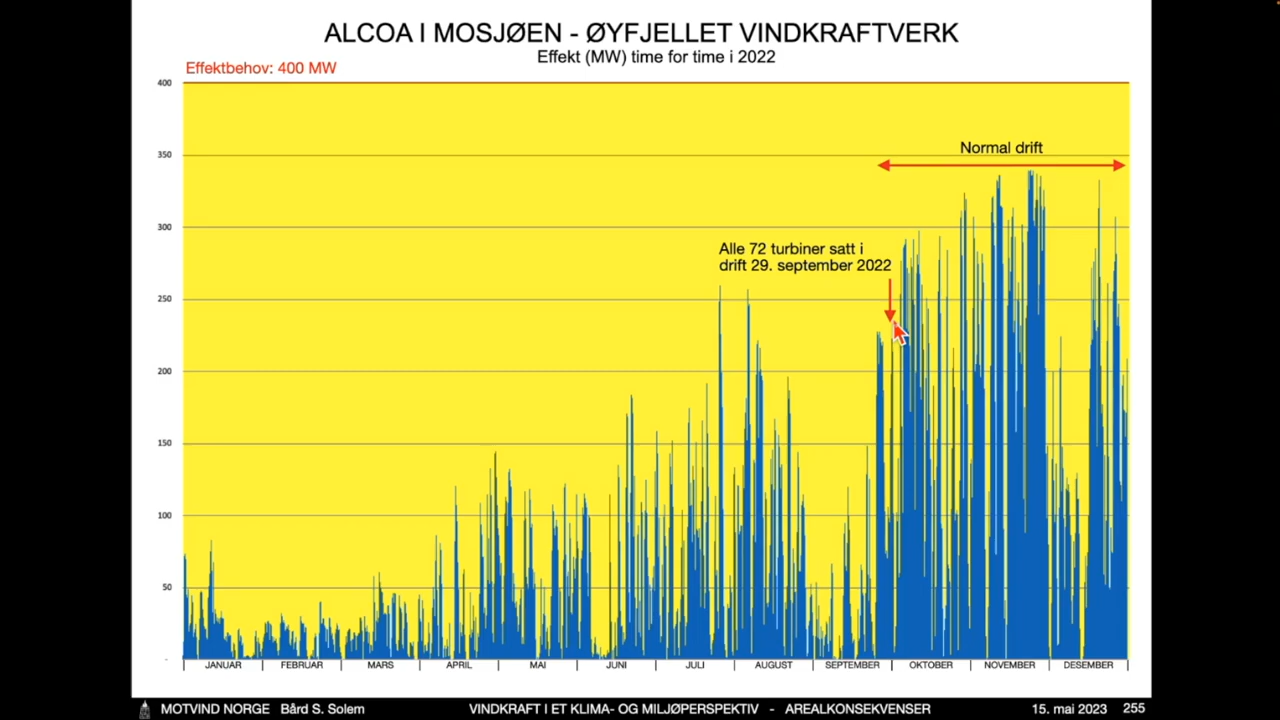 ALCOA I MOSJØEN - ØYFJELLET VINDKRAFTVERK
Effekt (MW) time for time i 2022
Effektbehov: 400 MW
400
350
Normal drift
300
Alle 72 turbiner satt i
drift 29. september 2022
250
200
150
100
50
-
JANUAR FEBRUAR MARS APRIL MAI JUNI JULI AUGUST SEPTEMBER OKTOBER NOVEMBER DESEMBER
MOTVIND NORGE Bård S. Solem VINDKRAFT I ET KLIMA- OG MILJØPERSPEKTIV - AREALKONSEKVENSER 15. mai 2023 255